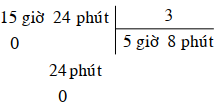 15 giờ 24 phút 3
0 5 giờ 8 phút
24 phút
0